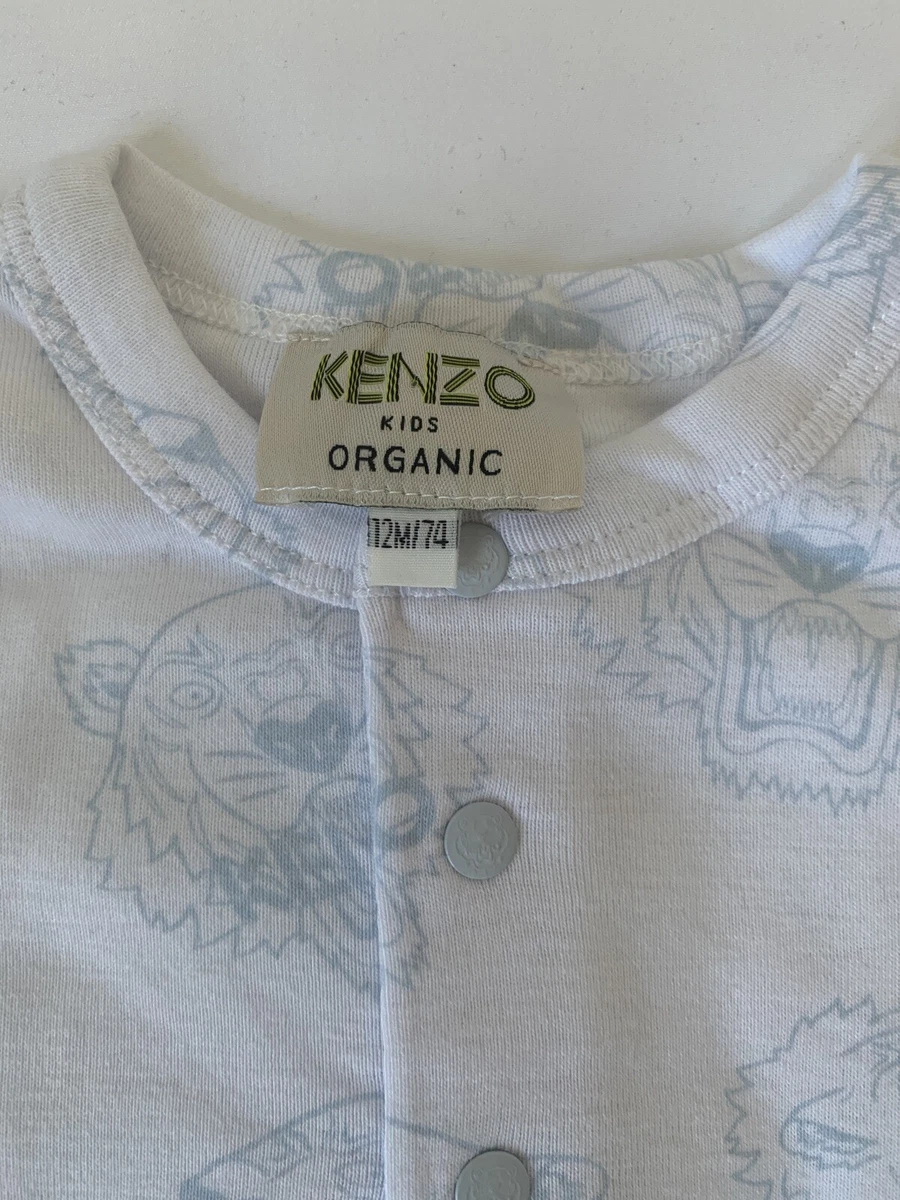 KENZO
KIDS
ORGANIC
12M/74